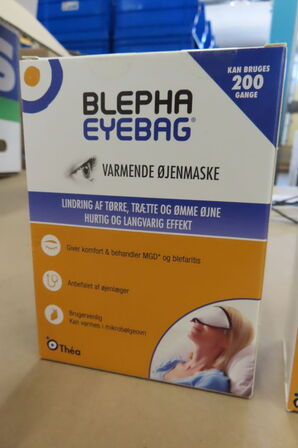 KAN BRUGES
200
GANGE
BLEPHA
EYEBAG®
VARMENDE ØJENMASKE
LINDRING AF TØRRE, TRÆTTE OG ØMME ØJNE
HURTIG OG LANGVARIG EFFEKT
Giver komfort & behandler MGD* og blefaritis
Anbefalet af øjenlæger
Brugervenlig
Kan varmes i mikrobølgeovn
Théa